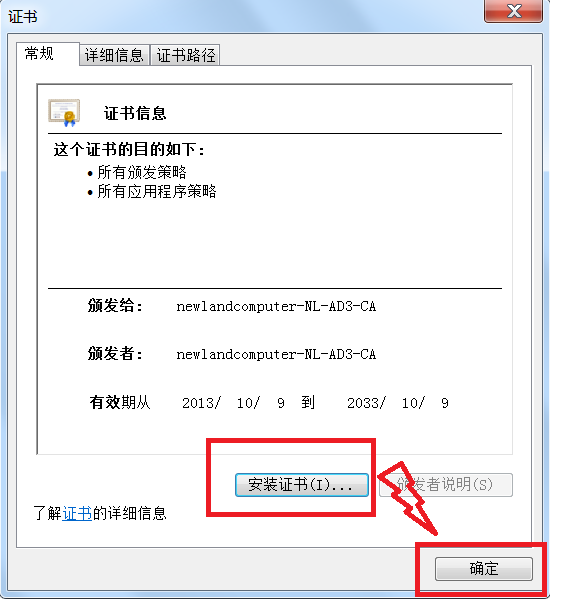 证书
常规 详细信息 证书路径
证书信息
这个证书的目的如下：
• 所有颁发策略
• 所有应用程序策略
颁发给： newlandcomputer-NL-AD3-CA
颁发者： newlandcomputer-NL-AD3-CA
有效期从 2013/ 10/ 9 到 2033/ 10/ 9
安装证书(I)... 颁发者说明(S)
了解证书的详细信息
确定